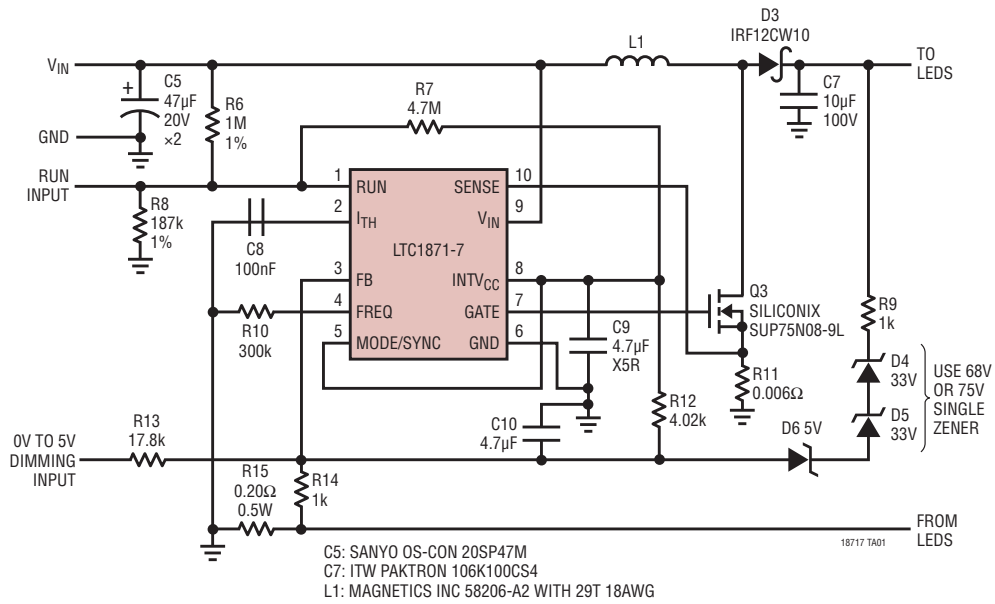 D3
IRF12CW10
L1
TO
LEDS
VIN
+
C5
47µF
20V
×2
R6
1M
1%
R7
4.7M
C7
10µF
100V
GND
RUN
INPUT
R8
187k
1%
C8
100nF
1
RUN
2
ITH
3
FB
4
FREQ
5
MODE/SYNC
LTC1871-7
10
SENSE
9
VIN
8
INTVCC
7
GATE
6
GND
R10
300k
C9
4.7µF
X5R
Q3
SILICONIX
SUP75N08-9L
R9
1k
R11
0.006Ω
D4
33V
D5
33V
USE 68V
OR 75V
SINGLE
ZENER
R12
4.02k
C10
4.7µF
D6 5V
0V TO 5V
DIMMING
INPUT
R13
17.8k
R15
0.20Ω
0.5W
R14
1k
FROM
LEDS
18717 TA01
C5: SANYO OS-CON 20SP47M
C7: ITW PAKTRON 106K100CS4
L1: MAGNETICS INC 58206-A2 WITH 29T 18AWG